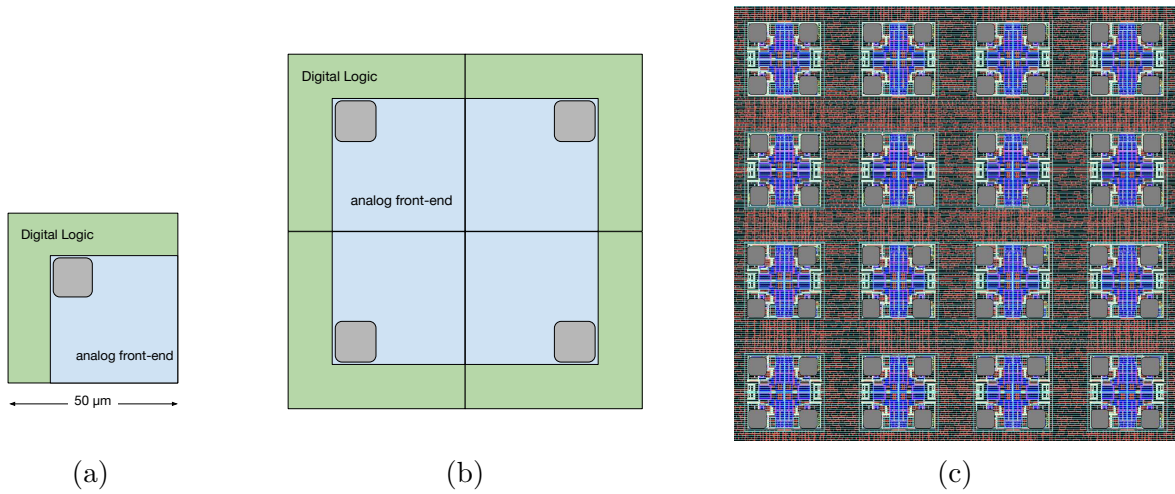 Digital Logic
analog front-end
50 µm
(a)
Digital Logic
analog front-end
(b)
(c)